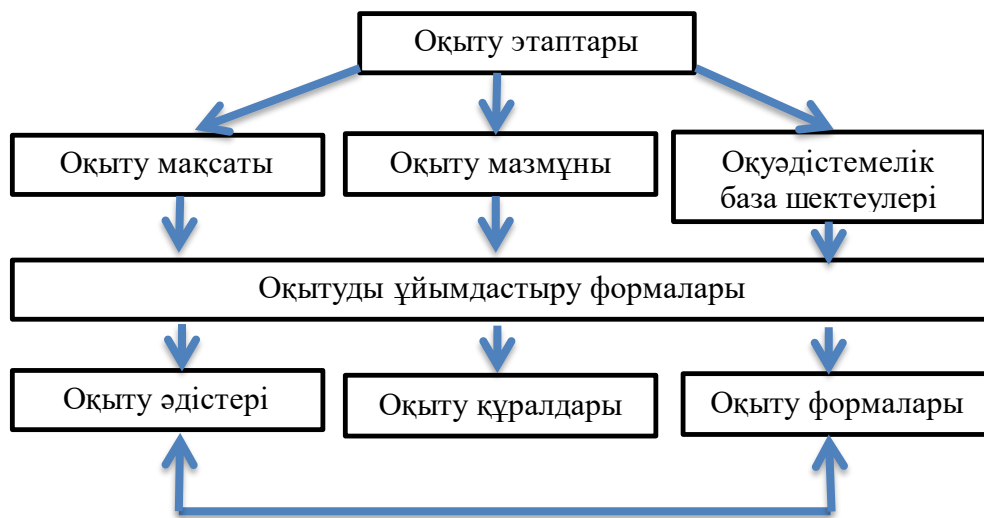 Оқыту этаптары
Оқыту мақсаты
Оқыту мазмұны
Оқуәдістемелік
база шектеулері
Оқытуды ұйымдастыру формалары
Оқыту әдістері
Оқыту құралдары
Оқыту формалары